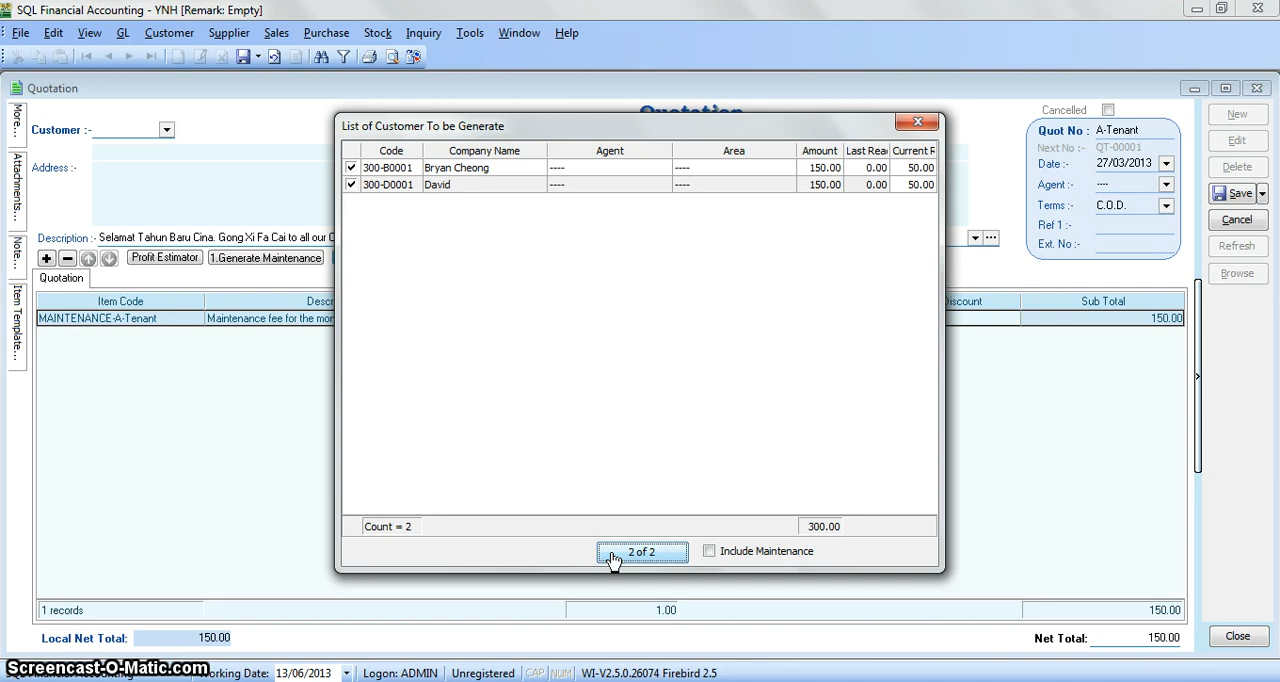 SQL Financial Accounting - YNH [Remark: Empty]
File Edit View GL Customer Supplier Sales Purchase Stock Inquiry Tools Window Help
Quotation
Quotation
More...
Attachments...
Note...
Item Template...
Customer :-
Address :-
Description :- Selamat Tahun Baru Cina. Gong Xi Fa Cai to all our C
Profit Estimator 1.Generate Maintenance
Quotation
Item Code Descr Discount Sub Total
MAINTENANCE-A-Tenant Maintenance fee for the mor 150.00
1 records 1.00 150.00
Local Net Total: 150.00 Net Total: 150.00
List of Customer To be Generate
Code Company Name Agent Area Amount Last Rea Current R
300-B0001 Bryan Cheong ---- ---- 150.00 0.00 50.00
300-D0001 David ---- ---- 150.00 0.00 50.00
Count = 2 300.00
2 of 2 Include Maintenance
Cancelled
Quot No : A-Tenant
Next No :- QT-00001
Date :- 27/03/2013
Agent :- ----
Terms :- C.O.D.
Ref 1 :-
Ext. No :-
New
Edit
Delete
Save
Cancel
Refresh
Browse
Close
Screencast-O-Matic.com
Working Date: 13/06/2013 Logon: ADMIN Unregistered CAP NUM WI-V2.5.0.26074 Firebird 2.5